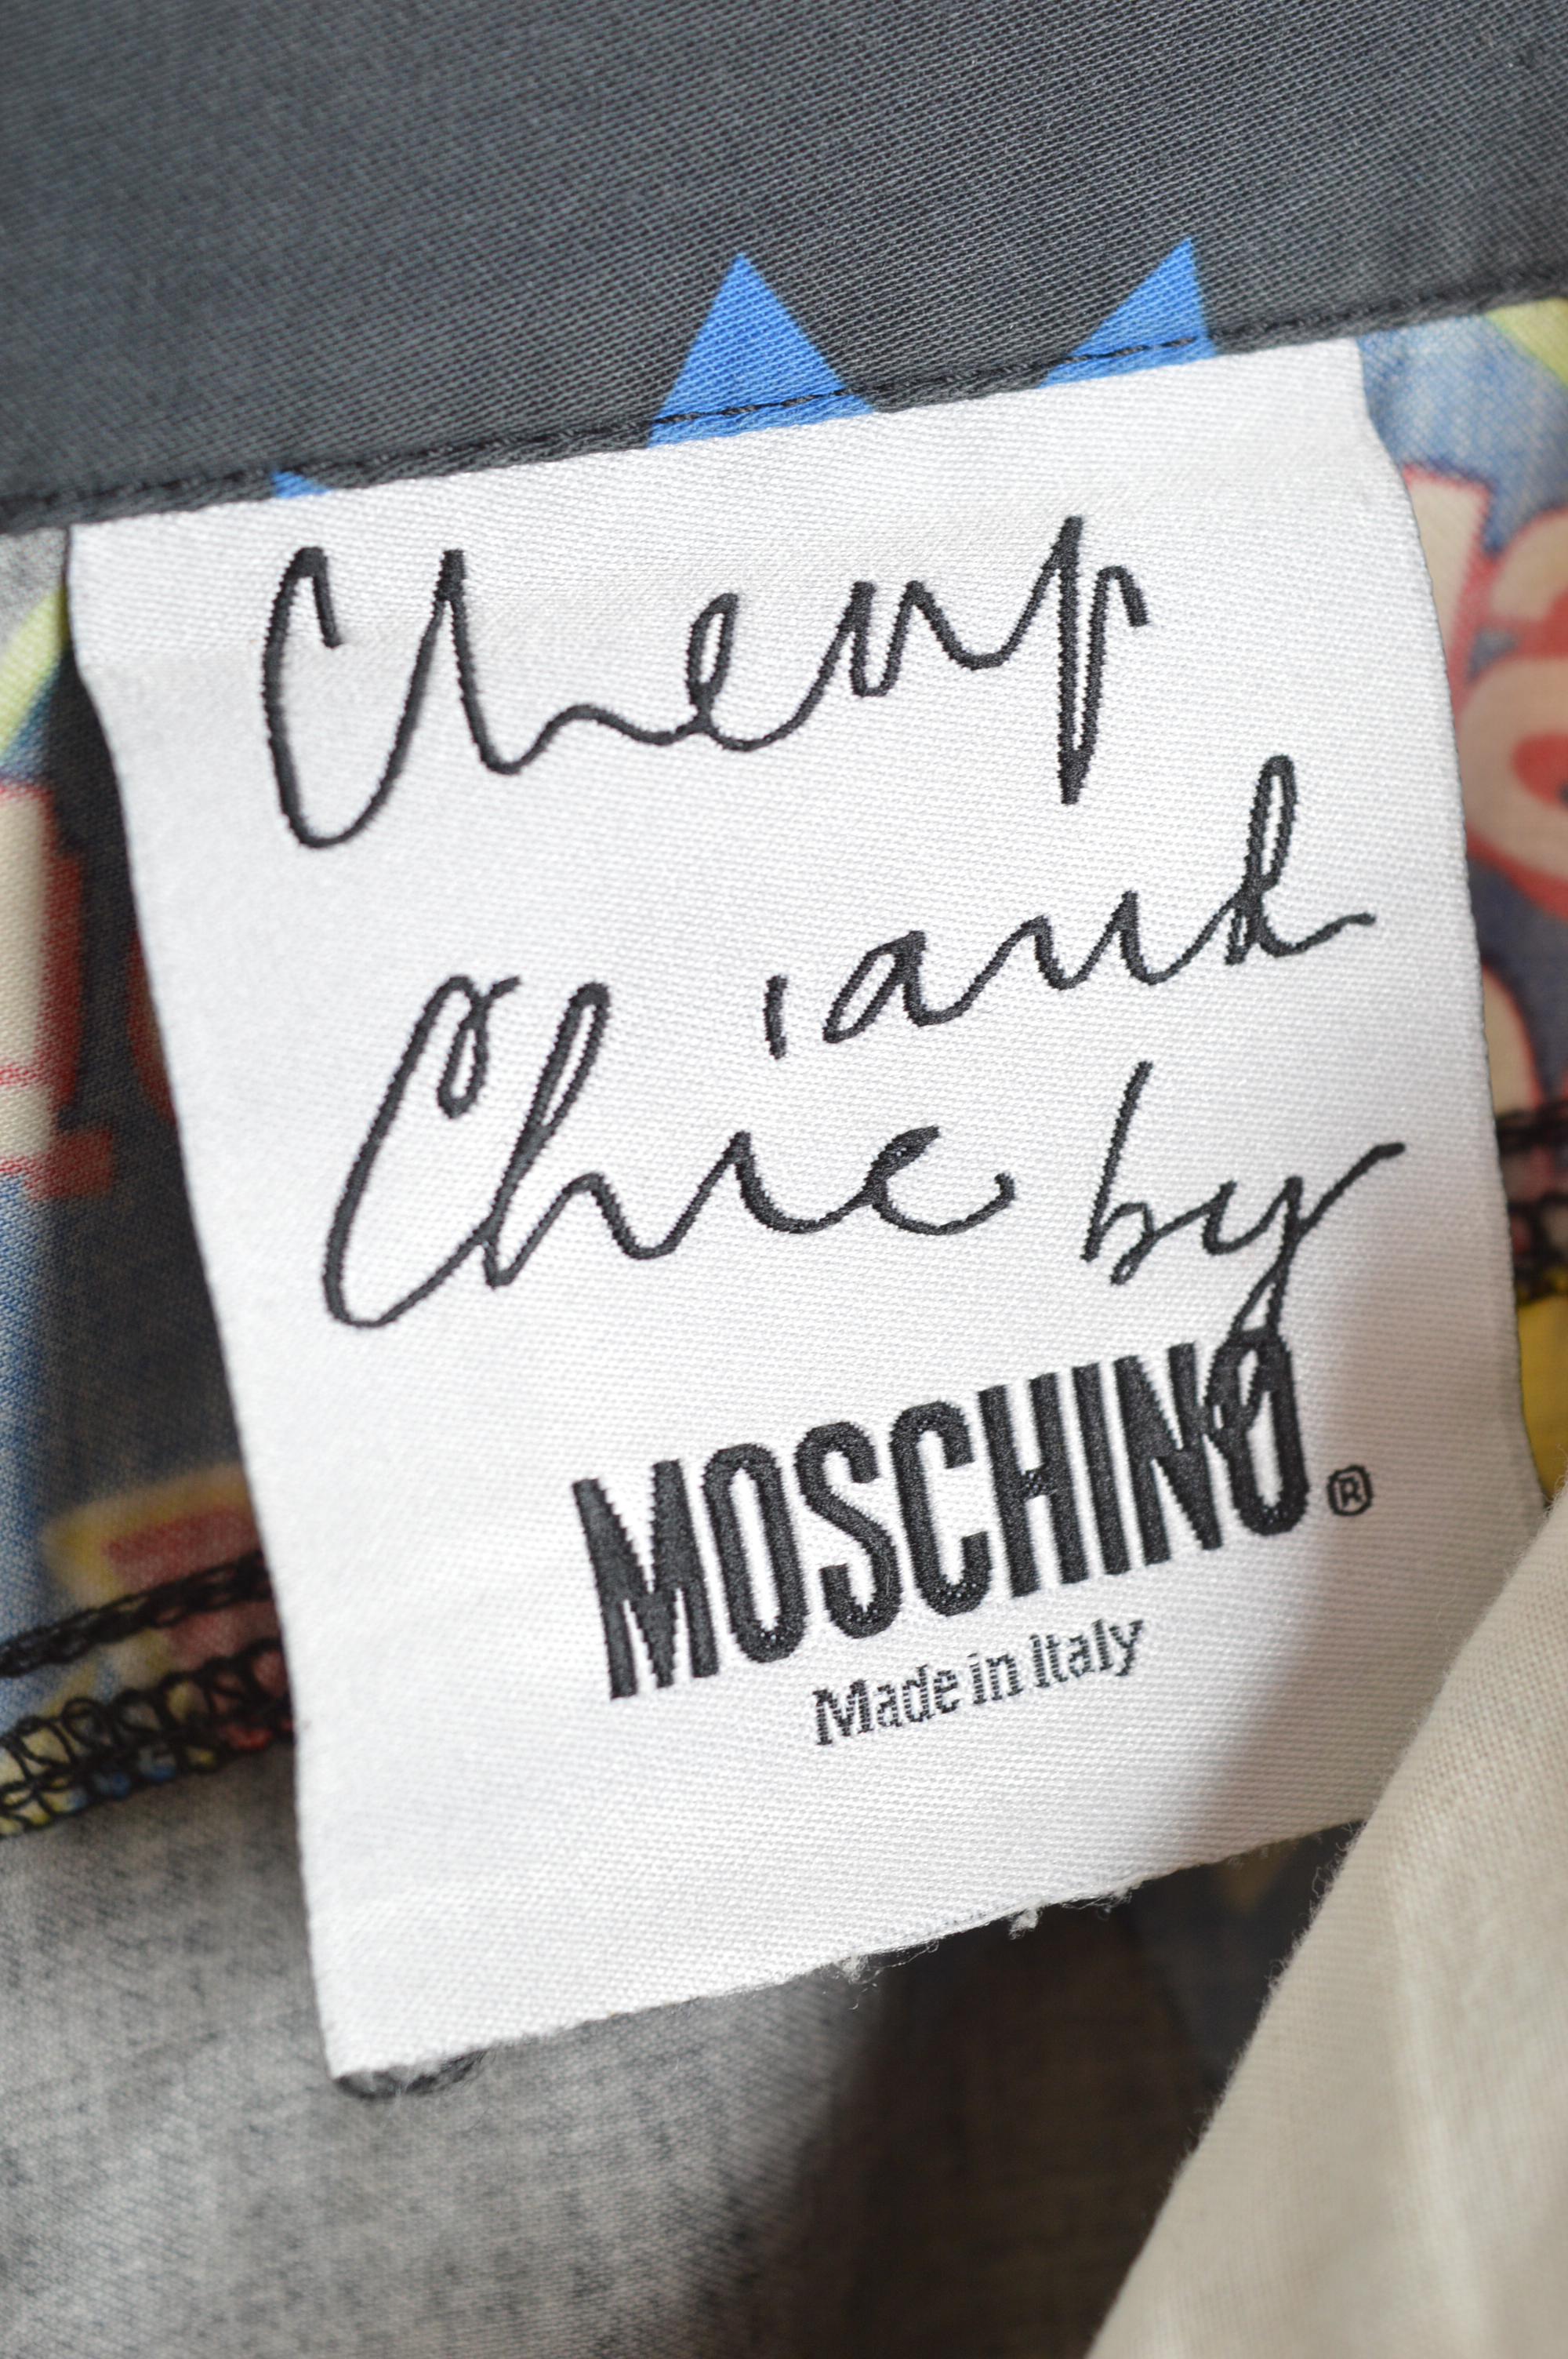 Cheap
and
Chic by
MOSCHINO®
Made in Italy